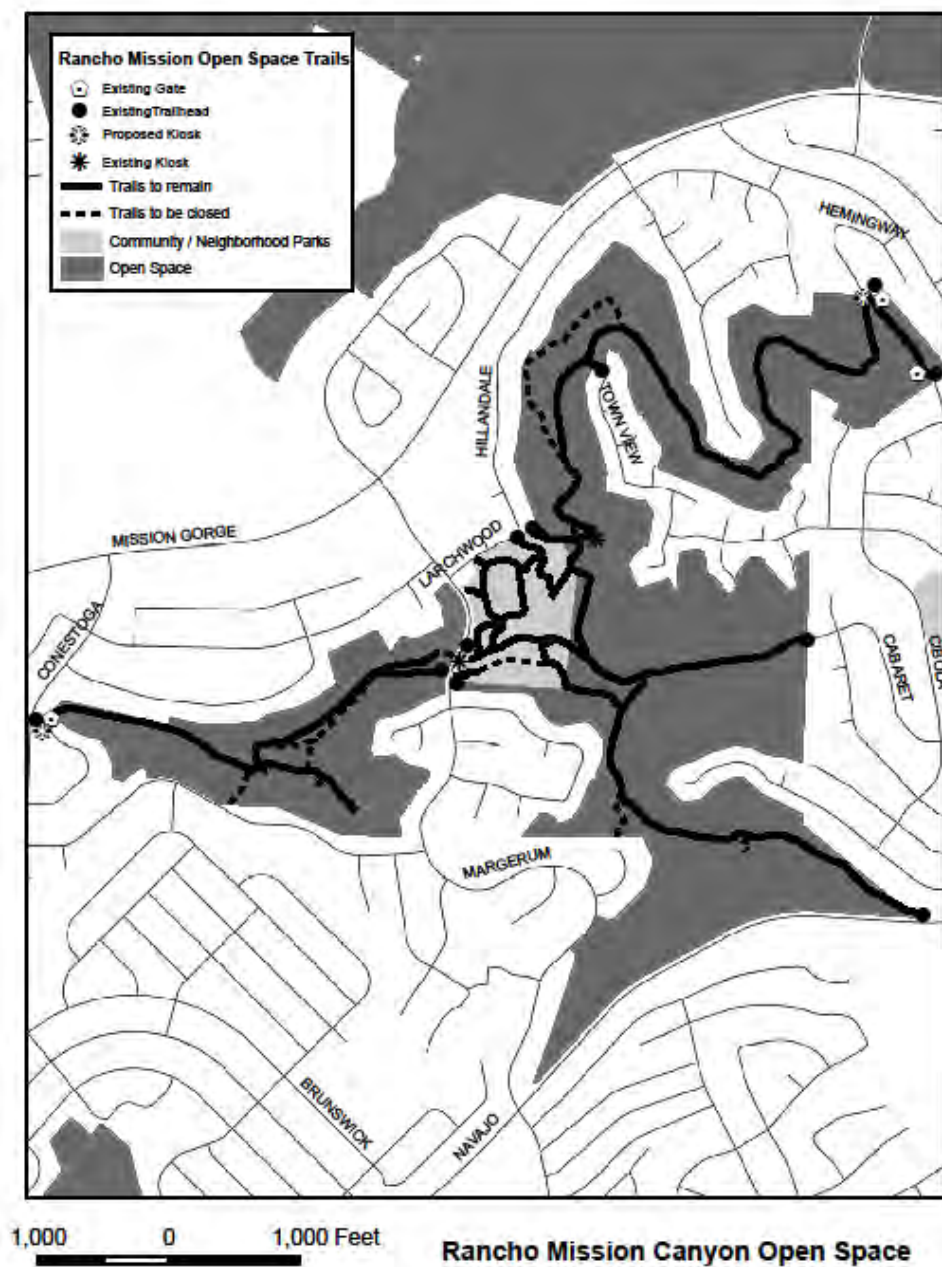 Rancho Mission Open Space Trails
Existing Gate
ExistingTrailhead
Proposed Kiosk
Existing Kiosk
Trails to remain
Trails to be closed
Community / Neighborhood Parks
Open Space
HEMINGWAY
HILLANDALE
TOWN VIEW
MISSION GORGE
LARCHWOOD
CONESTOGA
CABARET
CIBOLA
MARGERUM
BRUNSWICK
NAVAJO
1,000 0 1,000 Feet
Rancho Mission Canyon Open Space